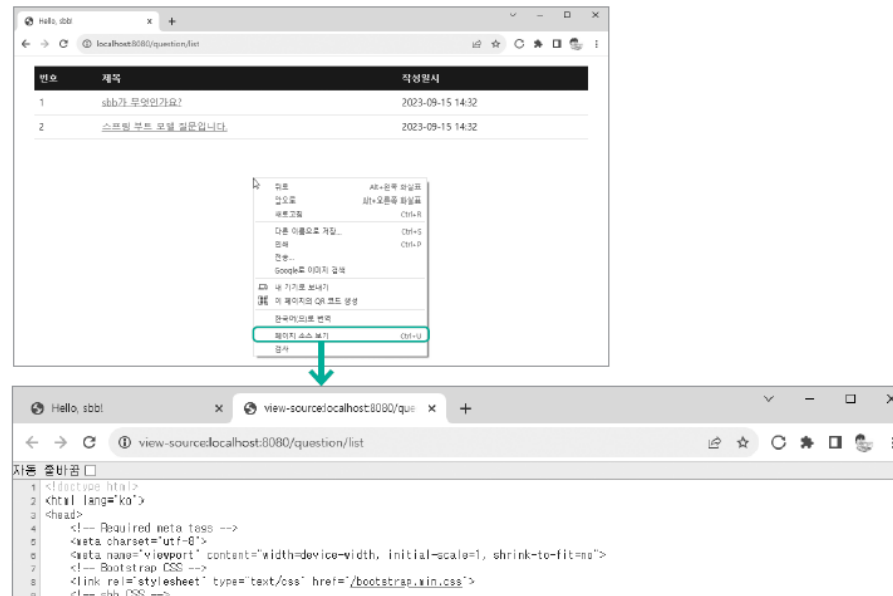 Hello, sbb!
localhost:8080/question/list
번호 제목 작성일시
1 sbb가 무엇인가요? 2023-09-15 14:32
2 스프링 부트 모델 질문입니다. 2023-09-15 14:32
뒤로 Alt+왼쪽 화살표
앞으로 Alt+오른쪽 화살표
새로고침 Ctrl+R
다른 이름으로 저장... Ctrl+S
인쇄 Ctrl+P
전송...
Google로 이미지 검색
내 기기로 보내기
이 페이지의 QR 코드 생성
한국어(으)로 번역
페이지 소스 보기 Ctrl+U
검사
Hello, sbb! view-source:localhost:8080/que
view-source:localhost:8080/question/list
자동 줄바꿈
1 <!doctype html>
2 <html lang="ko">
3 <head>
4 <!-- Required meta tags -->
5 <meta charset="utf-8">
6 <meta name="viewport" content="width=device-width, initial-scale=1, shrink-to-fit=no">
7 <!-- Bootstrap CSS -->
8 <link rel="stylesheet" type="text/css" href="/bootstrap.min.css">
9 <!-- sbb CSS -->